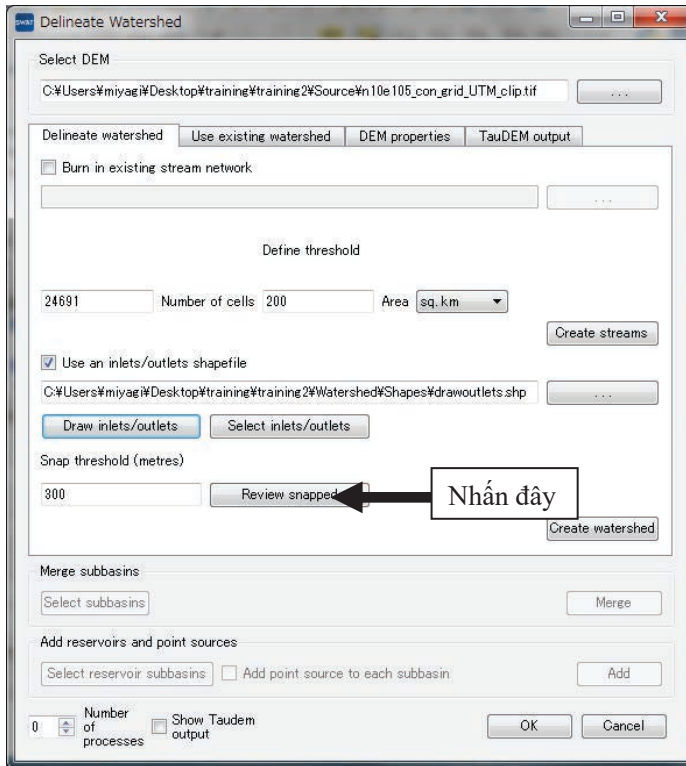 SWAT Delineate Watershed
Select DEM
C:¥Users¥miyagi¥Desktop¥training¥training2¥Source¥n10e105_con_grid_UTM_clip.tif ...
Delineate watershed Use existing watershed DEM properties TauDEM output
Burn in existing stream network
...
Define threshold
24691 Number of cells 200 Area sq.km
Create streams
Use an inlets/outlets shapefile
C:¥Users¥miyagi¥Desktop¥training¥training2¥Watershed¥Shapes¥drawoutlets.shp ...
Draw inlets/outlets Select inlets/outlets
Snap threshold (metres)
300 Review snapped Nhấn đây
Create watershed
Merge subbasins
Select subbasins Merge
Add reservoirs and point sources
Select reservoir subbasins Add point source to each subbasin Add
0 Number of processes Show Taudem output OK Cancel